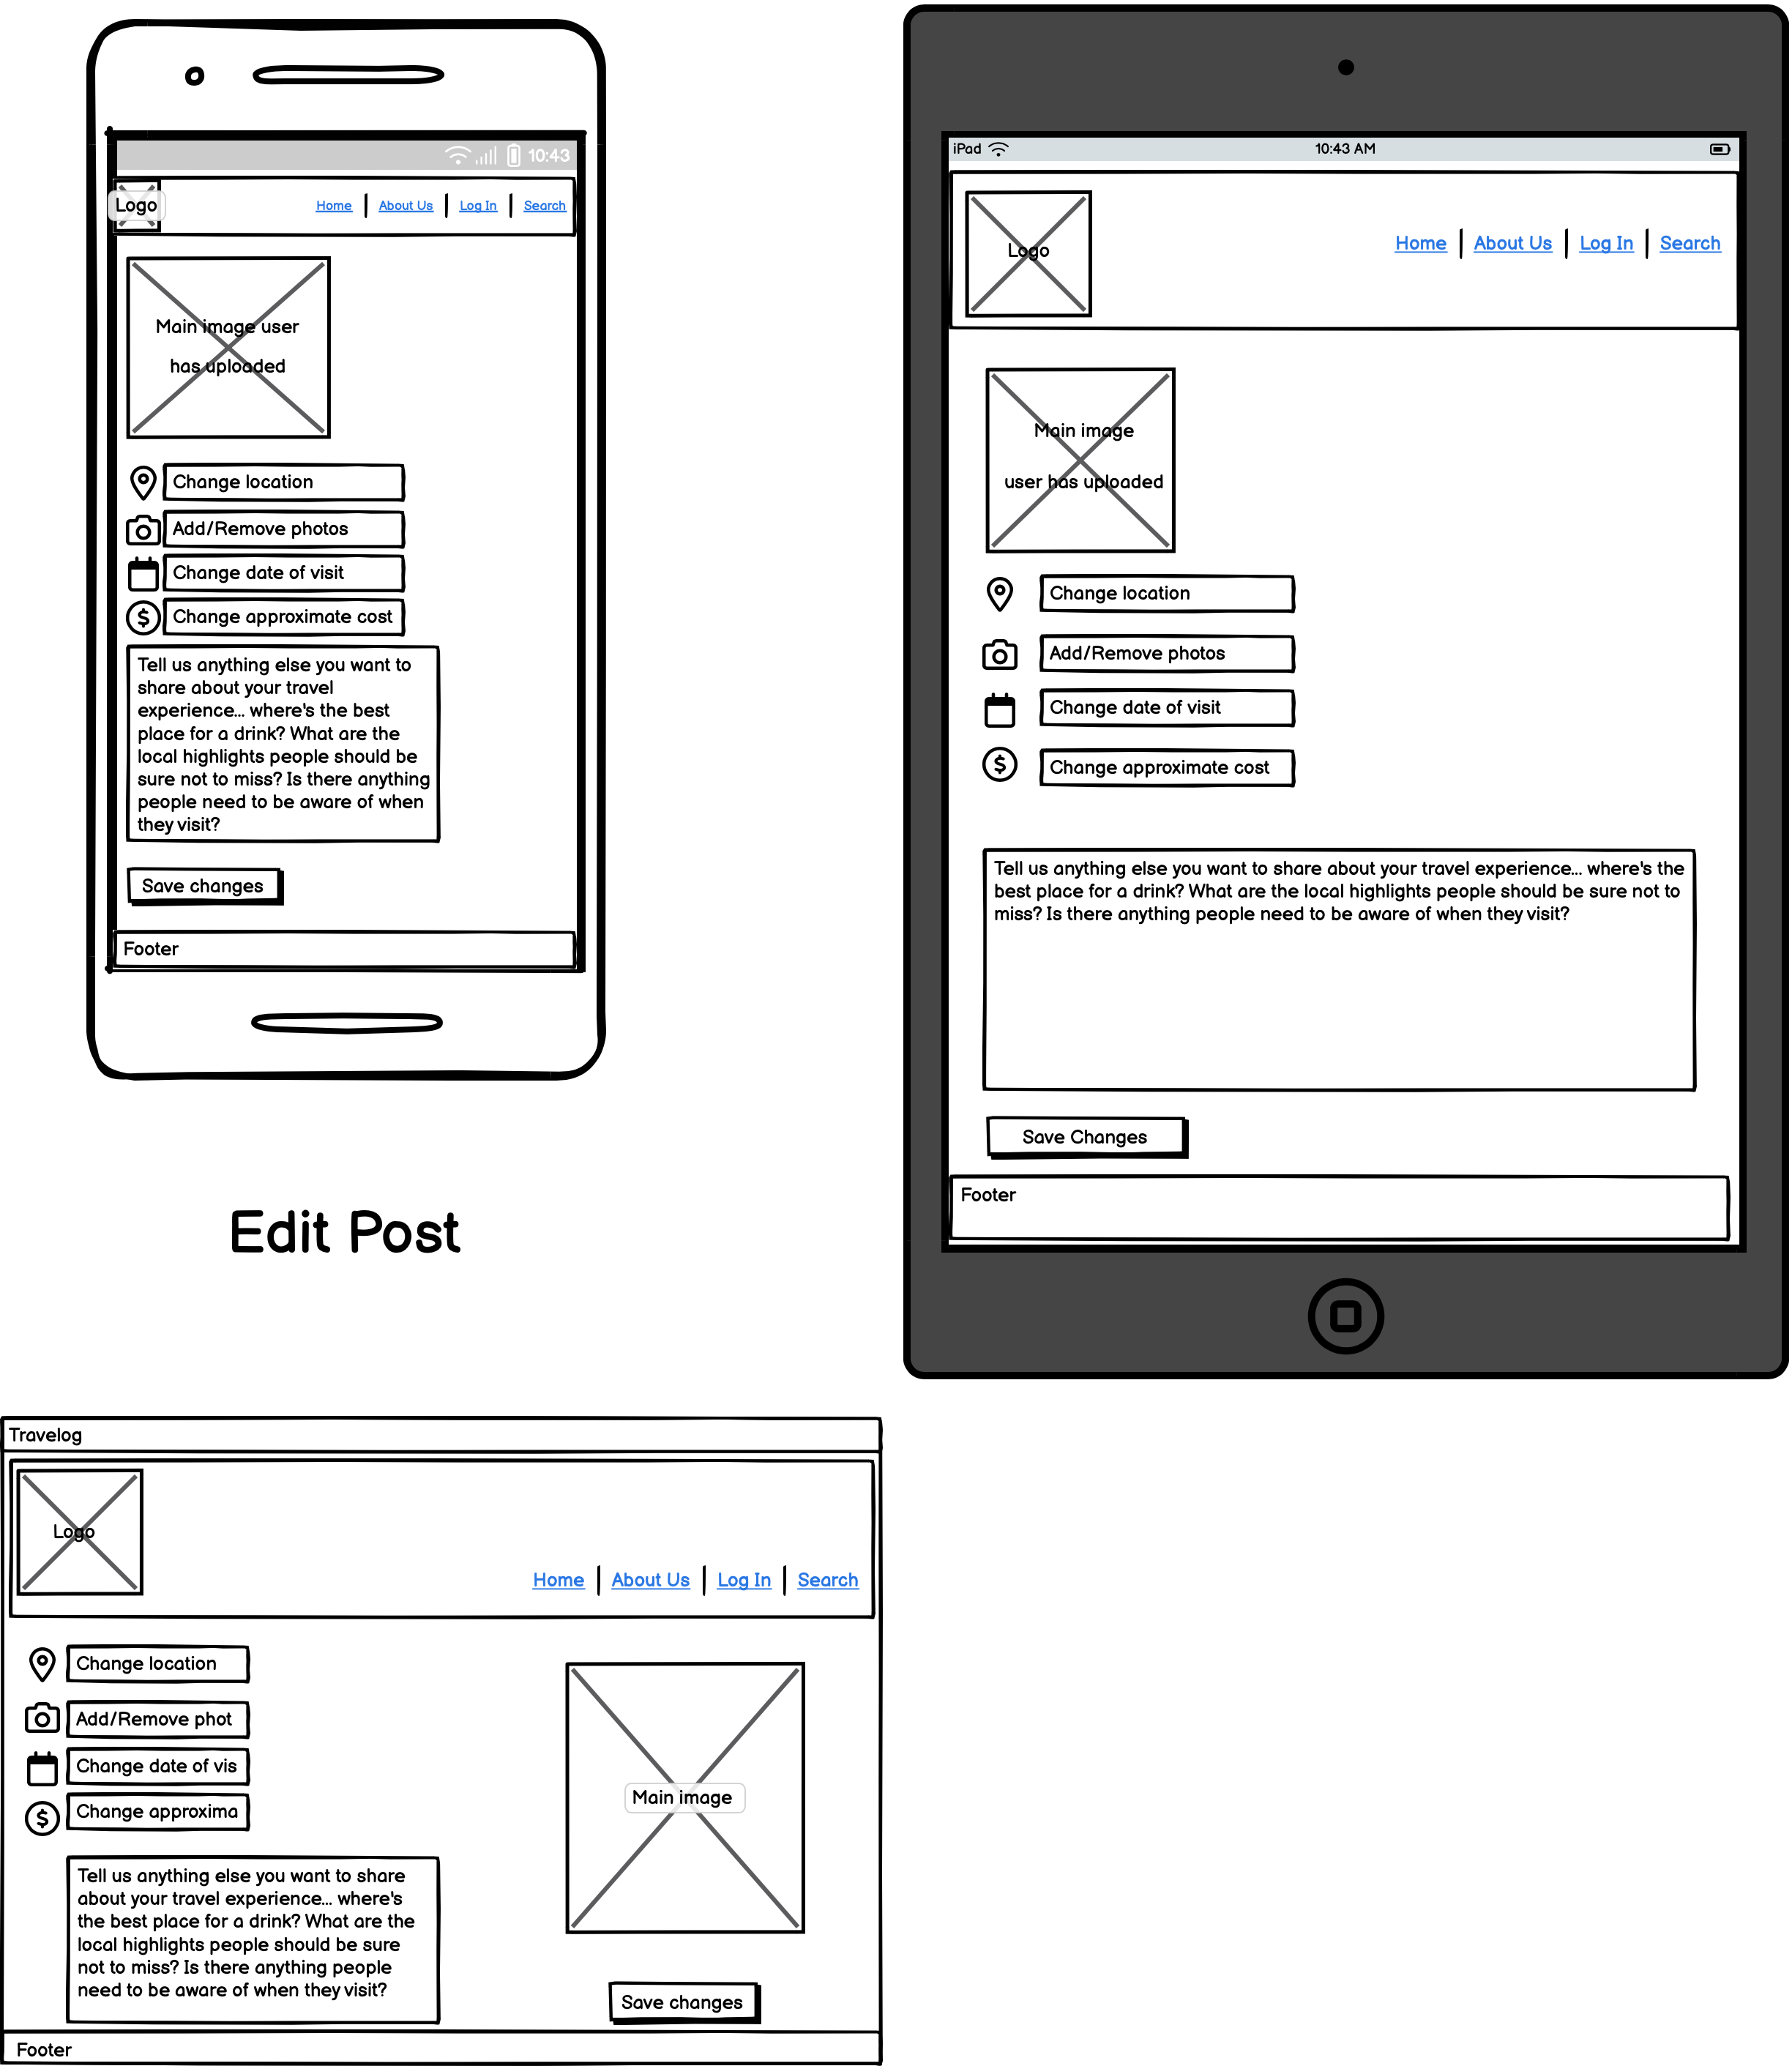 10:43
Logo
Home
About Us
Log In
Search
Main image user
has uploaded
Change location
Add/Remove photos
Change date of visit
Change approximate cost
Tell us anything else you want to
share about your travel
experience... where's the best
place for a drink? What are the
local highlights people should be
sure not to miss? Is there anything
people need to be aware of when
they visit?
Save changes
Footer
Edit Post
iPad
10:43 AM
Logo
Home
About Us
Log In
Search
Main image
user has uploaded
Change location
Add/Remove photos
Change date of visit
Change approximate cost
Tell us anything else you want to share about your travel experience... where's the
best place for a drink? What are the local highlights people should be sure not to
miss? Is there anything people need to be aware of when they visit?
Save Changes
Footer
Travelog
Logo
Home
About Us
Log In
Search
Change location
Add/Remove phot
Change date of vis
Change approxima
Main image
Tell us anything else you want to share
about your travel experience... where's
the best place for a drink? What are the
local highlights people should be sure
not to miss? Is there anything people
need to be aware of when they visit?
Save changes
Footer